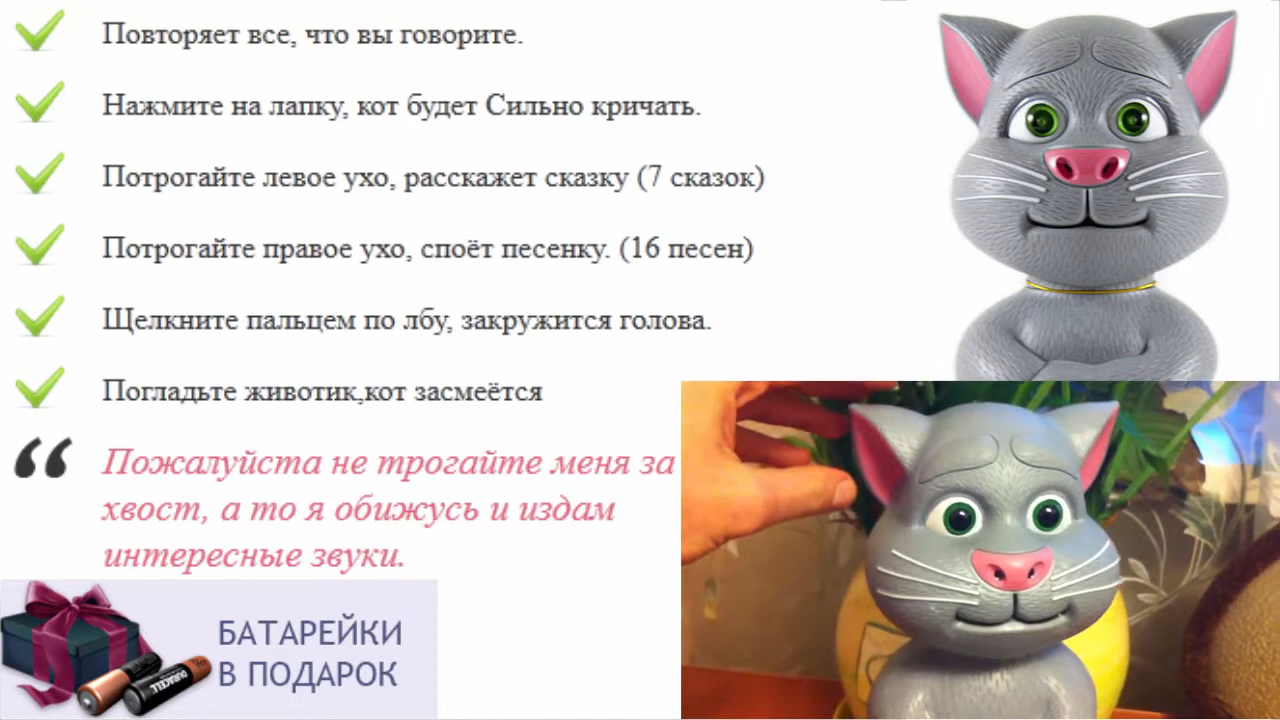 Повторяет все, что вы говорите.
Нажмите на лапку, кот будет Сильно кричать.
Потрогайте левое ухо, расскажет сказку (7 сказок)
Потрогайте правое ухо, споёт песенку. (16 песен)
Щелкните пальцем по лбу, закружится голова.
Погладьте животик,кот засмеётся
“ Пожалуйста не трогайте меня за
хвост, а то я обижусь и издам
интересные звуки.
БАТАРЕЙКИ
В ПОДАРОК
DURACELL